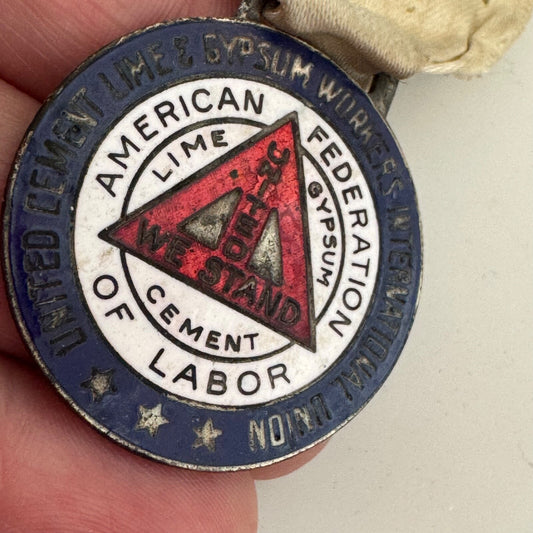 UNITED CEMENT LIME & GYPSUM WORKERS INTERNATIONAL UNION
AMERICAN FEDERATION OF LABOR
LIME
GYPSUM
CEMENT
UNITED
WE STAND